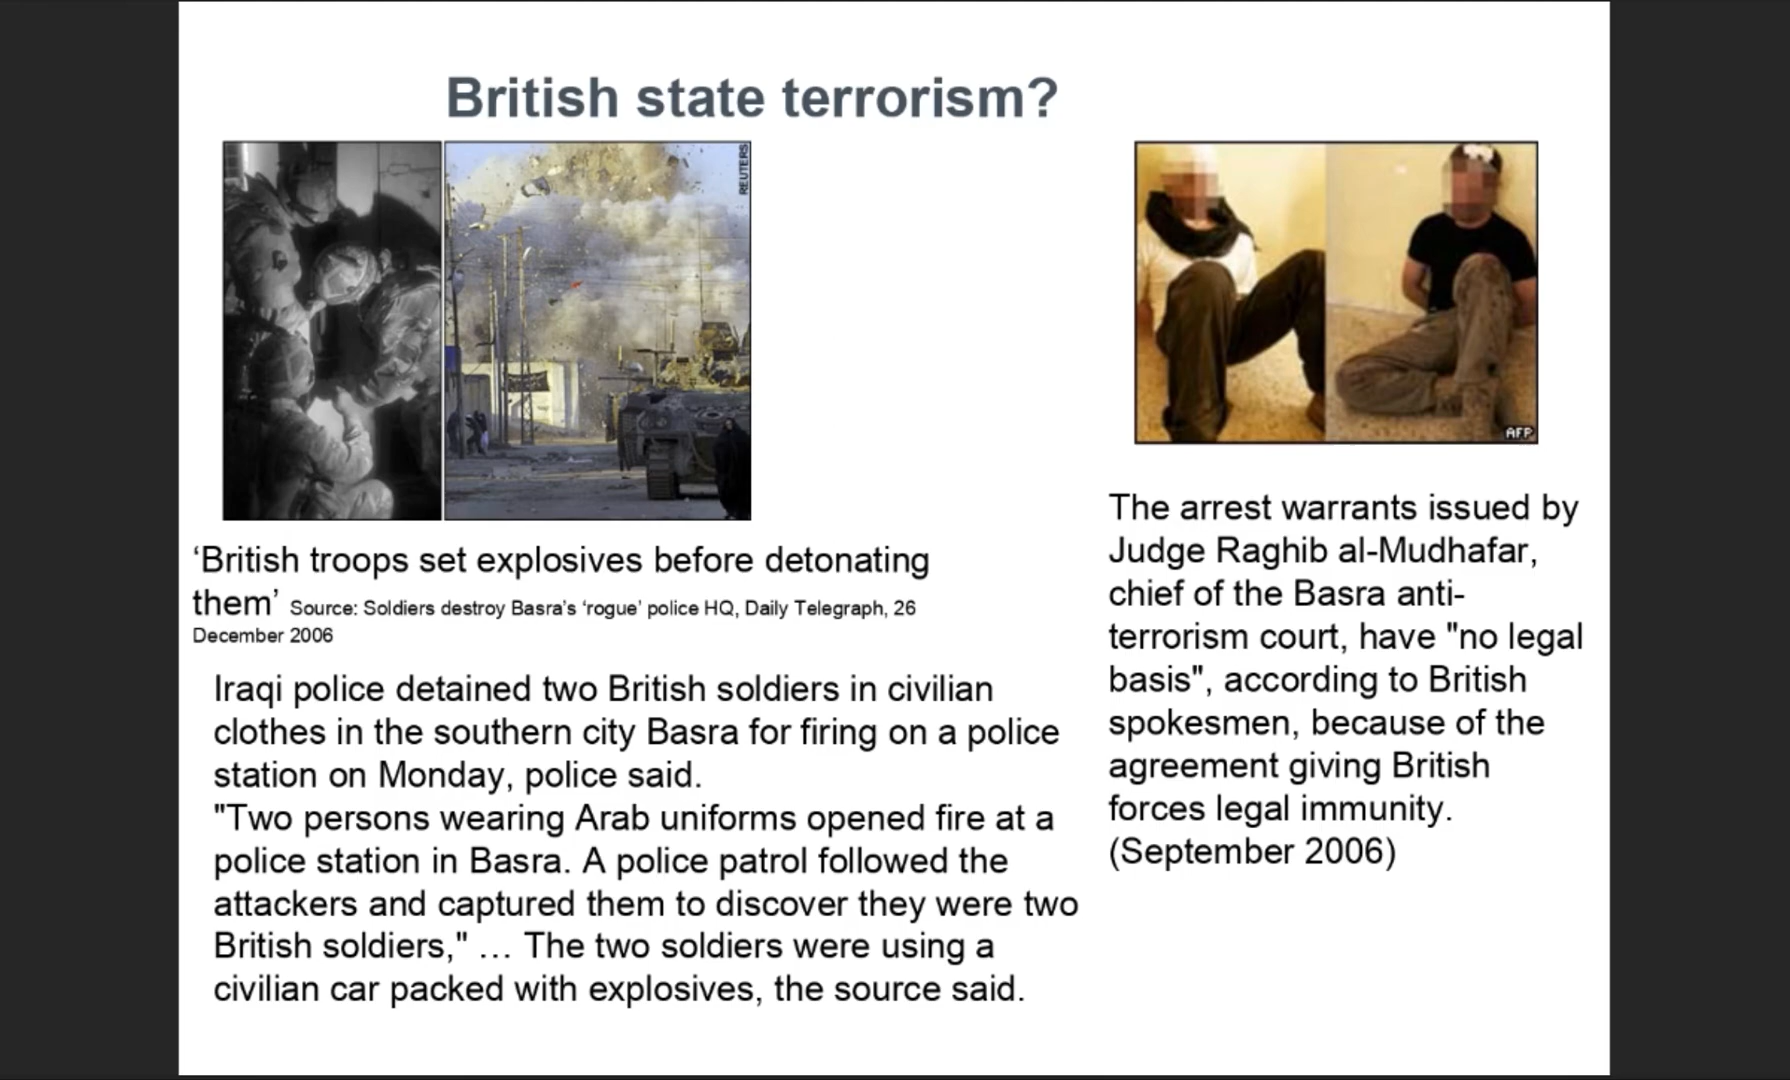 British state terrorism?
REUTERS
AFP
‘British troops set explosives before detonating
them’ Source: Soldiers destroy Basra’s ‘rogue’ police HQ, Daily Telegraph, 26
December 2006
Iraqi police detained two British soldiers in civilian
clothes in the southern city Basra for firing on a police
station on Monday, police said.
"Two persons wearing Arab uniforms opened fire at a
police station in Basra. A police patrol followed the
attackers and captured them to discover they were two
British soldiers," … The two soldiers were using a
civilian car packed with explosives, the source said.
The arrest warrants issued by
Judge Raghib al-Mudhafar,
chief of the Basra anti-
terrorism court, have "no legal
basis", according to British
spokesmen, because of the
agreement giving British
forces legal immunity.
(September 2006)